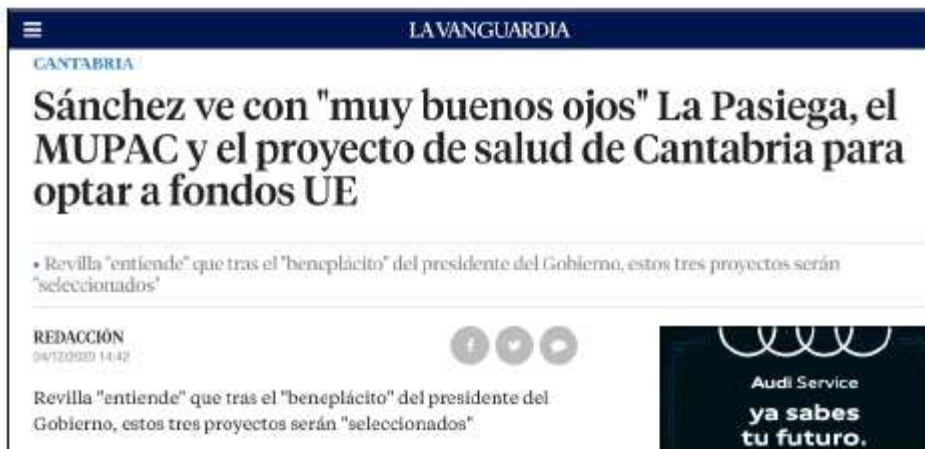 LA VANGUARDIA
CANTABRIA
Sánchez ve con "muy buenos ojos" La Pasiega, el
MUPAC y el proyecto de salud de Cantabria para
optar a fondos UE
• Revilla "entiende" que tras el "beneplácito" del presidente del Gobierno, estos tres proyectos serán
"seleccionados"
REDACCIÓN
04/12/2020 14:42
Revilla "entiende" que tras el "beneplácito" del presidente del
Gobierno, estos tres proyectos serán "seleccionados"
Audi Service
ya sabes
tu futuro.